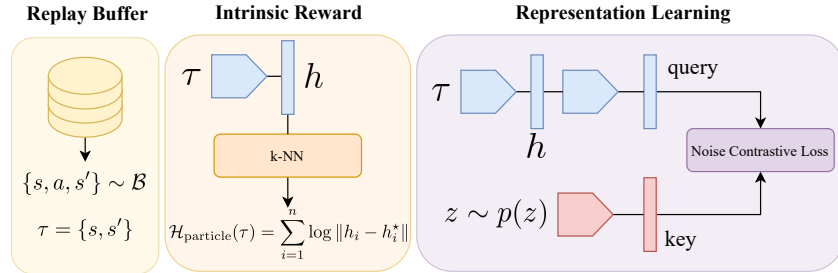 Replay Buffer
{s, a, s′} ∼ ℬ
τ = {s, s′}
Intrinsic Reward
τ
h
k-NN
ℋ_particle(τ) = ∑_{i=1}^{n} log ‖h_i − h_i^⋆‖
Representation Learning
τ
h
query
Noise Contrastive Loss
z ∼ p(z)
key